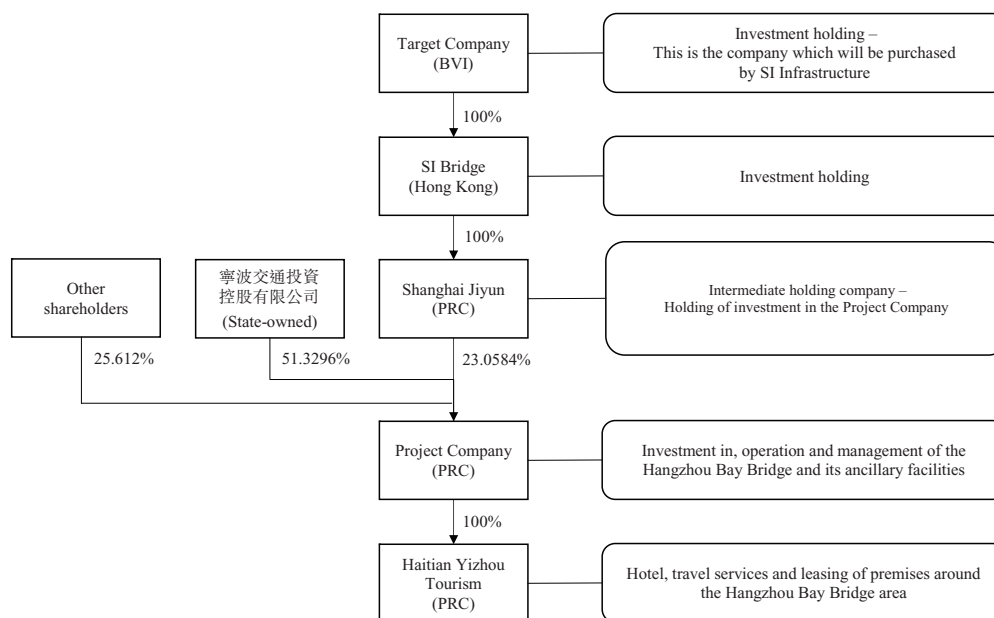 Target Company
(BVI)
Investment holding –
This is the company which will be purchased
by SI Infrastructure
100%
SI Bridge
(Hong Kong)
Investment holding
100%
Other
shareholders
寧波交通投資
控股有限公司
(State-owned)
Shanghai Jiyun
(PRC)
Intermediate holding company –
Holding of investment in the Project Company
25.612%
51.3296%
23.0584%
Project Company
(PRC)
Investment in, operation and management of the
Hangzhou Bay Bridge and its ancillary facilities
100%
Haitian Yizhou
Tourism
(PRC)
Hotel, travel services and leasing of premises around
the Hangzhou Bay Bridge area